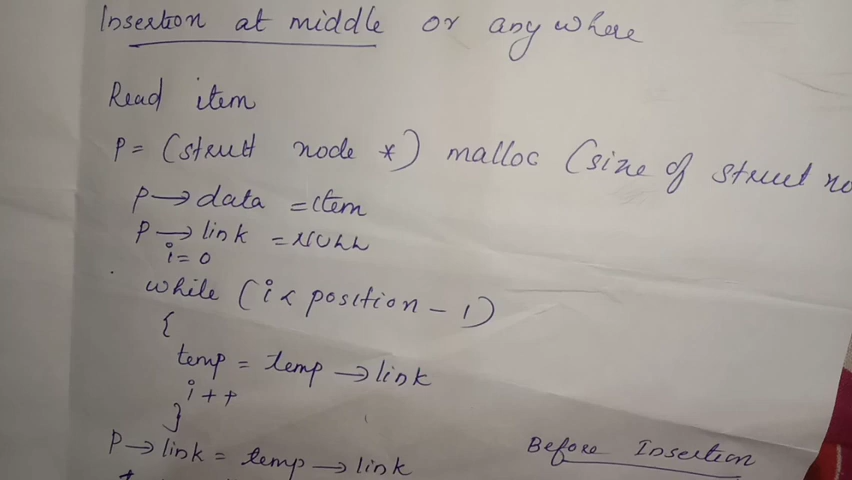 Insertion at middle or any where
Read item
P = (struct node *) malloc (size of struct no
P → data = item
P → link = NULL
i = 0
while (i < position - 1)
{
temp = temp → link
i ++
}
P → link = temp → link
Before Insertion